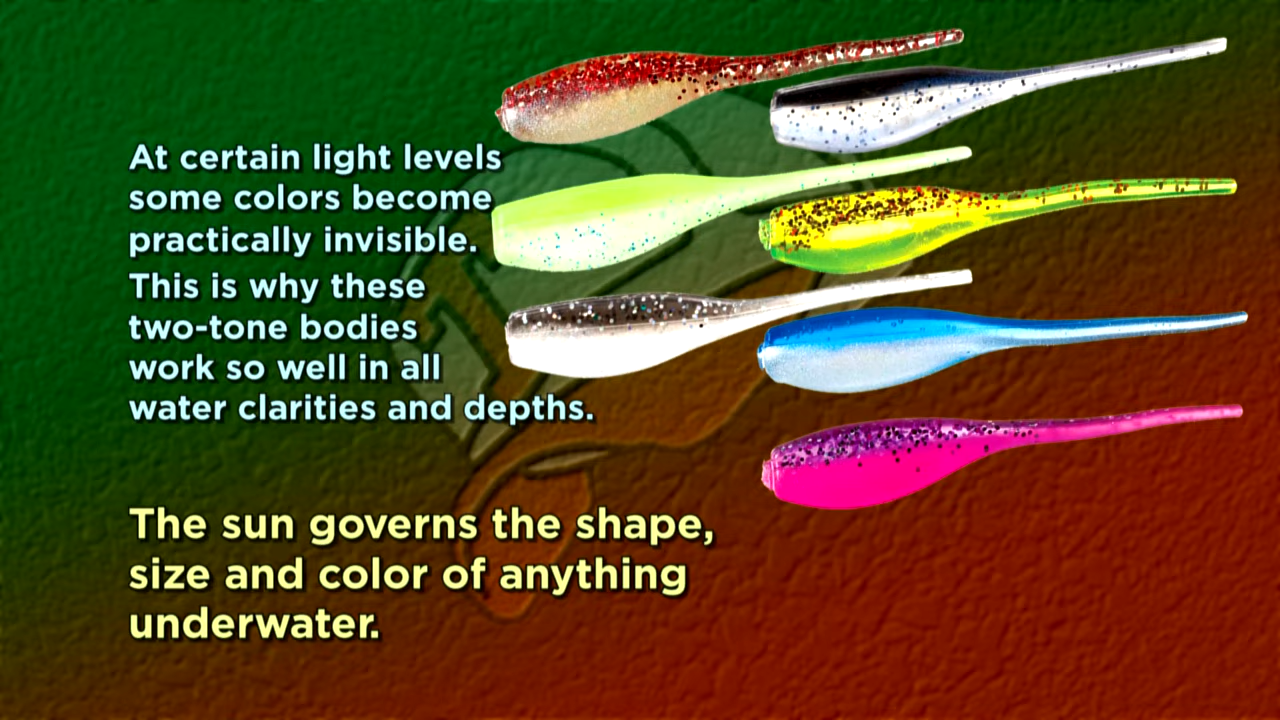 At certain light levels
some colors become
practically invisible.
This is why these
two-tone bodies
work so well in all
water clarities and depths.
The sun governs the shape,
size and color of anything
underwater.